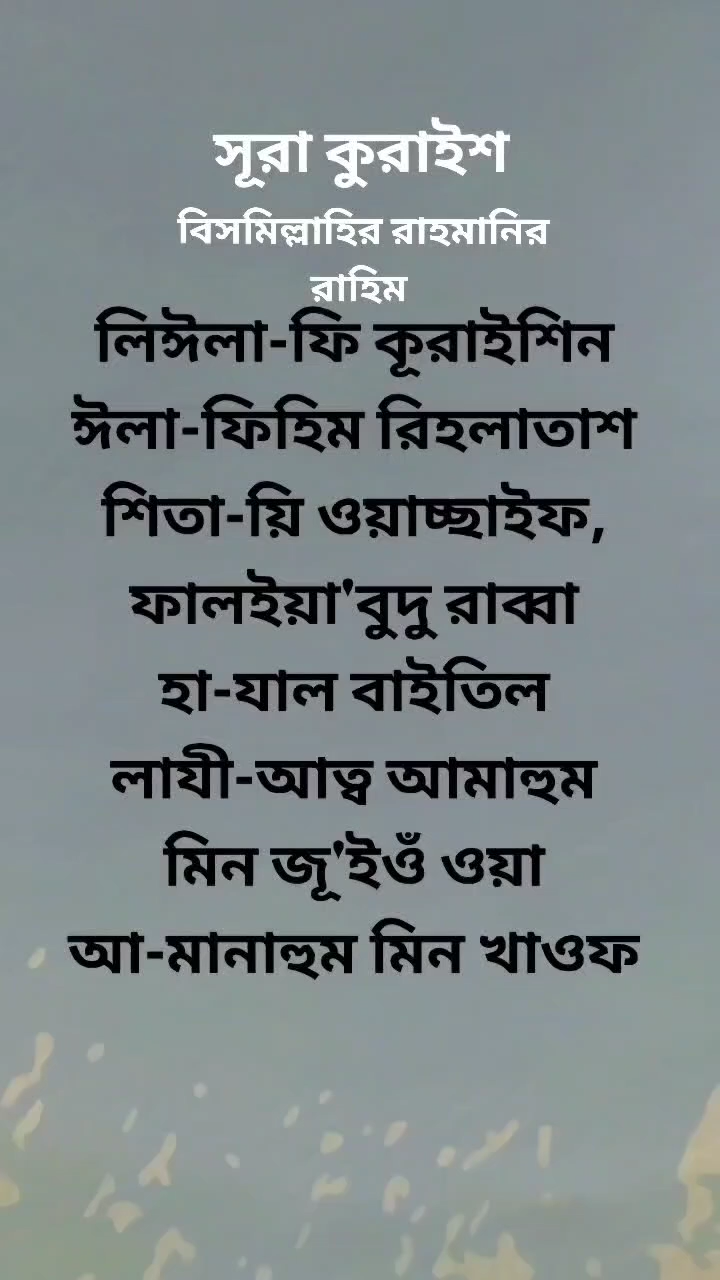 সূরা কুরাইশ
বিসমিল্লাহির রাহমানির
রাহিম
লিঈলা-ফি কূরাইশিন
ঈলা-ফিহিম রিহলাতাশ
শিতা-য়ি ওয়াচ্ছাইফ,
ফালইয়া'বুদু রাব্বা
হা-যাল বাইতিল
লাযী-আত্ব আমাহুম
মিন জূ'ইওঁ ওয়া
আ-মানাহুম মিন খাওফ